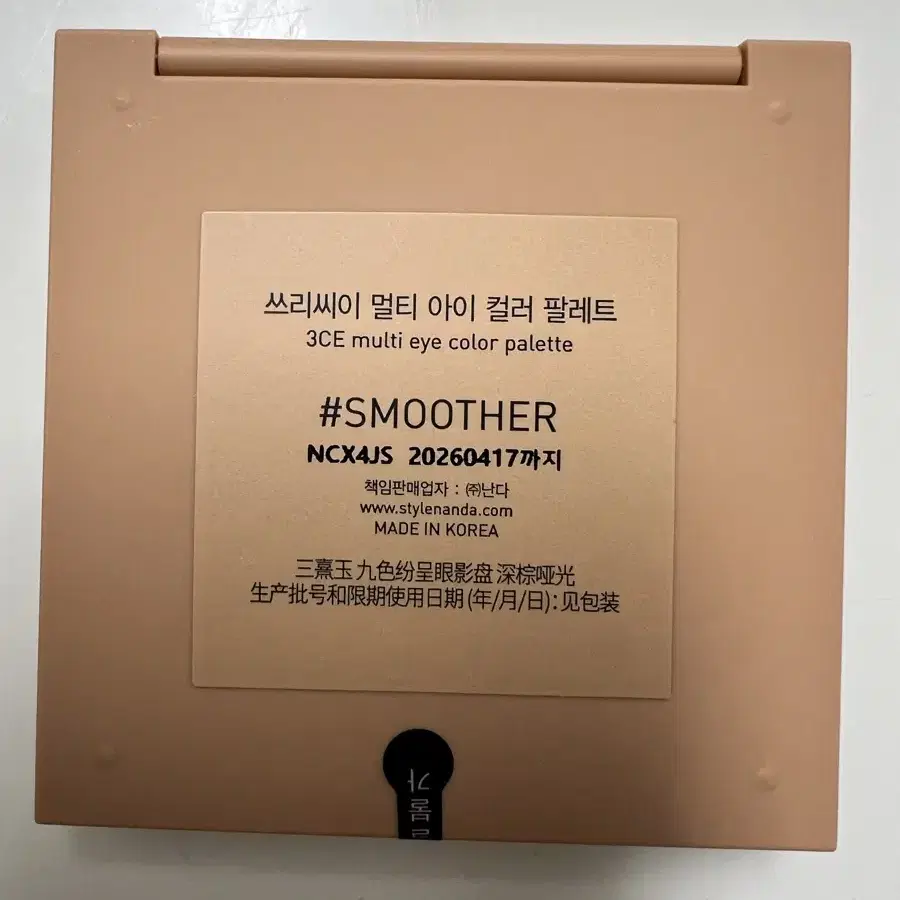 쓰리씨이 멀티 아이 컬러 팔레트
3CE multi eye color palette
#SMOOTHER
NCX4JS 20260417까지
책임판매업자 : ㈜난다
www.stylenanda.com
MADE IN KOREA
三熹玉 九色纷呈眼影盘 深棕哑光
生产批号和限期使用日期 (年/月/日) : 见包装